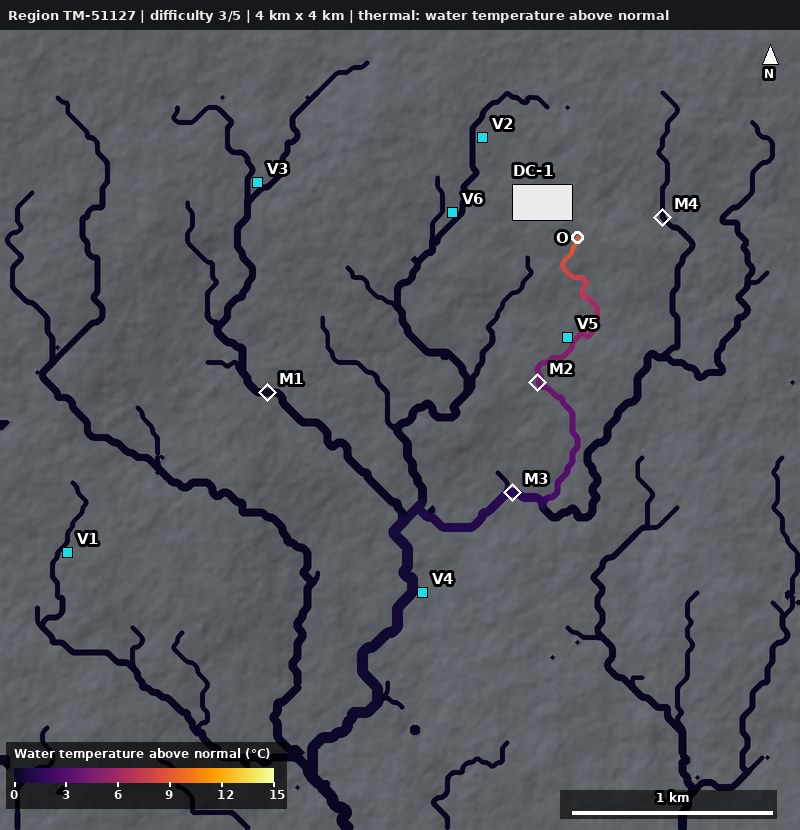 Region TM-51127 | difficulty 3/5 | 4 km x 4 km | thermal: water temperature above normal
N
V2
V3
DC-1
V6
M4
O
V5
M2
M1
M3
V1
V4
Water temperature above normal (°C)
0 3 6 9 12 15
1 km